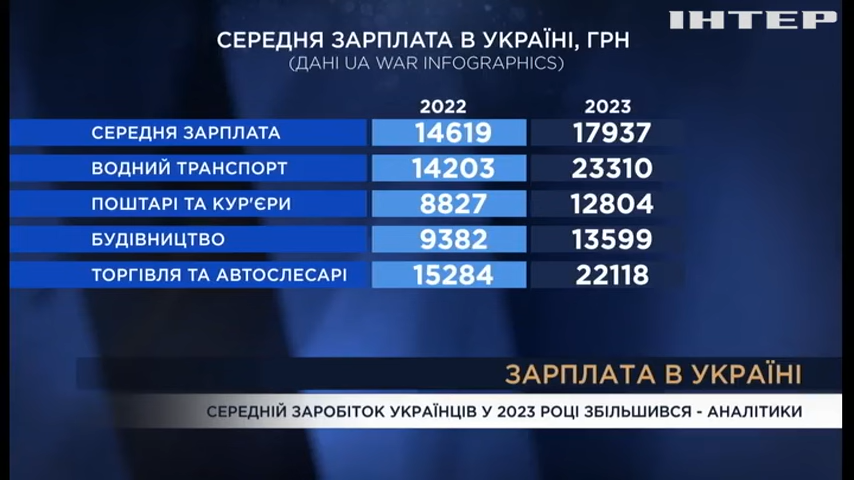 ІНТЕР
СЕРЕДНЯ ЗАРПЛАТА В УКРАЇНІ, ГРН
(ДАНІ UA WAR INFOGRAPHICS)
2022 2023
СЕРЕДНЯ ЗАРПЛАТА 14619 17937
ВОДНИЙ ТРАНСПОРТ 14203 23310
ПОШТАРІ ТА КУР'ЄРИ 8827 12804
БУДІВНИЦТВО 9382 13599
ТОРГІВЛЯ ТА АВТОСЛЕСАРІ 15284 22118
ЗАРПЛАТА В УКРАЇНІ
СЕРЕДНІЙ ЗАРОБІТОК УКРАЇНЦІВ У 2023 РОЦІ ЗБІЛЬШИВСЯ - АНАЛІТИКИ